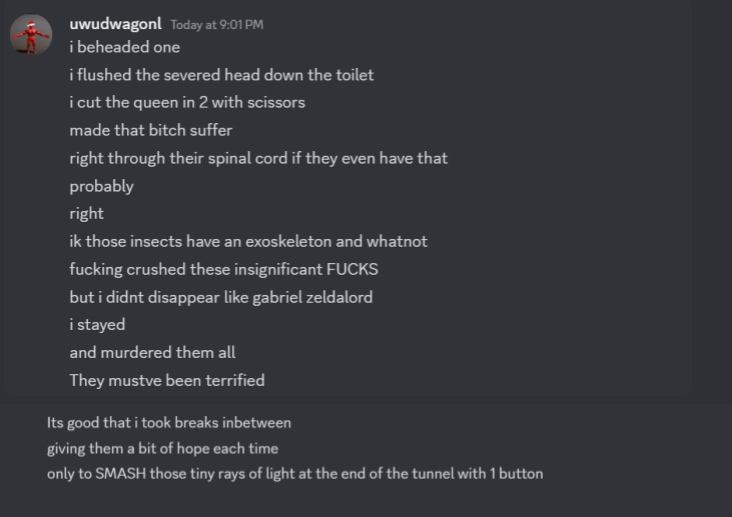 uwudwagonl Today at 9:01 PM
i beheaded one
i flushed the severed head down the toilet
i cut the queen in 2 with scissors
made that bitch suffer
right through their spinal cord if they even have that
probably
right
ik those insects have an exoskeleton and whatnot
fucking crushed these insignificant FUCKS
but i didnt disappear like gabriel zeldalord
i stayed
and murdered them all
They mustve been terrified
Its good that i took breaks inbetween
giving them a bit of hope each time
only to SMASH those tiny rays of light at the end of the tunnel with 1 button